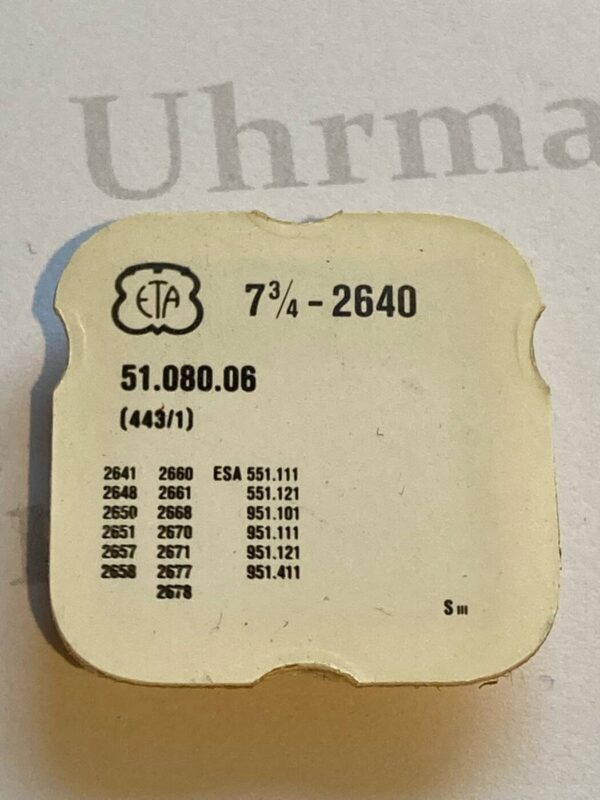 Uhrma
ETA 7¾ - 2640
51.080.06
(443/1)
2641 2660 ESA 551.111
2648 2661 551.121
2650 2668 951.101
2651 2670 951.111
2657 2671 951.121
2658 2677 951.411
2678
S III